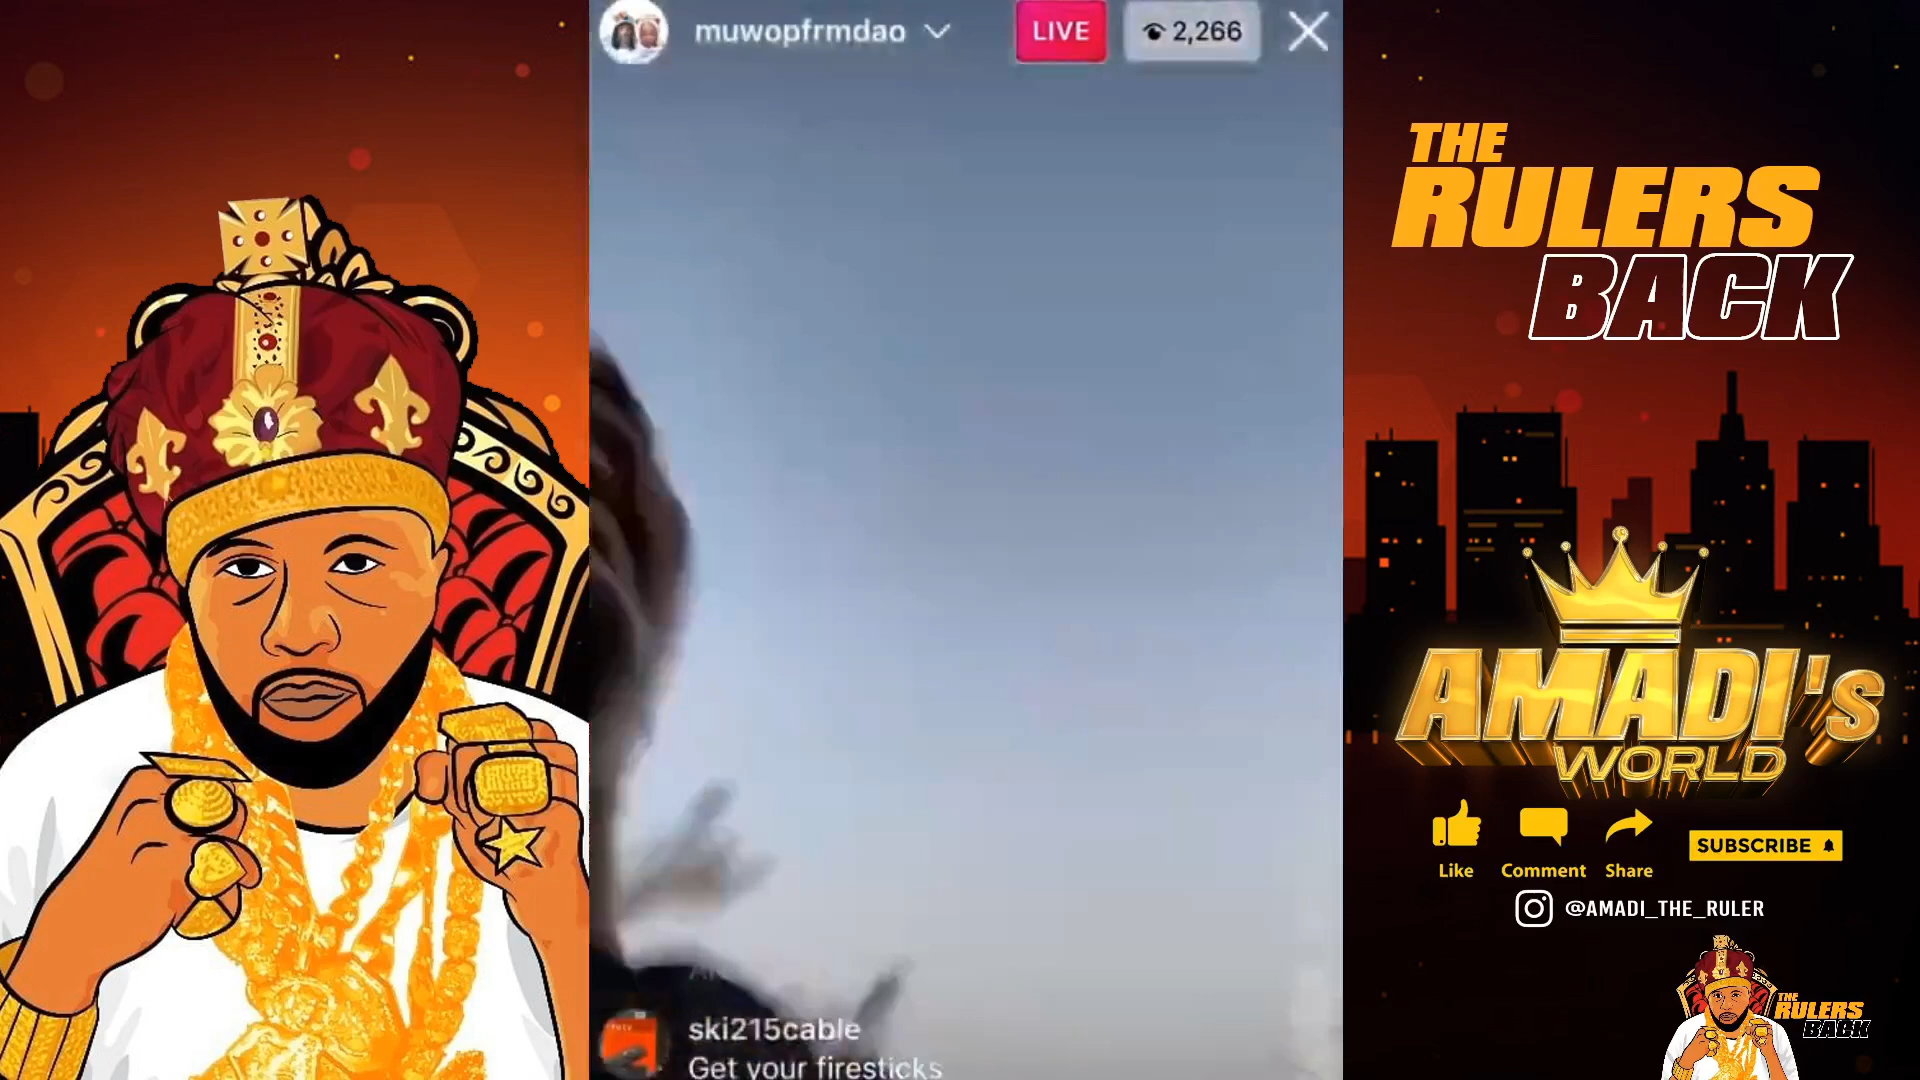 muwopfrmdao
LIVE
2,266
THE
RULERS
BACK
AMADI's
WORLD
Like
Comment
Share
SUBSCRIBE
@AMADI_THE_RULER
ski215cable
Get your firesticks
THE
RULERS
BACK